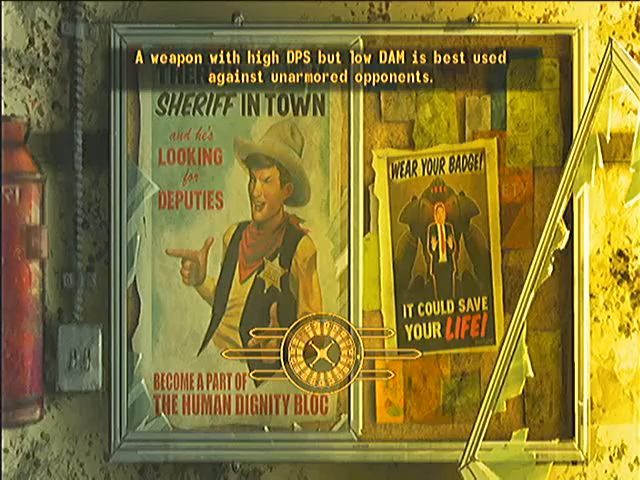 A weapon with high DPS but low DAM is best used
against unarmored opponents.
SHERIFF IN TOWN
and he's
LOOKING
for
DEPUTIES
BECOME A PART OF
THE HUMAN DIGNITY BLOC
WEAR YOUR BADGE!
IT COULD SAVE
YOUR LIFE!